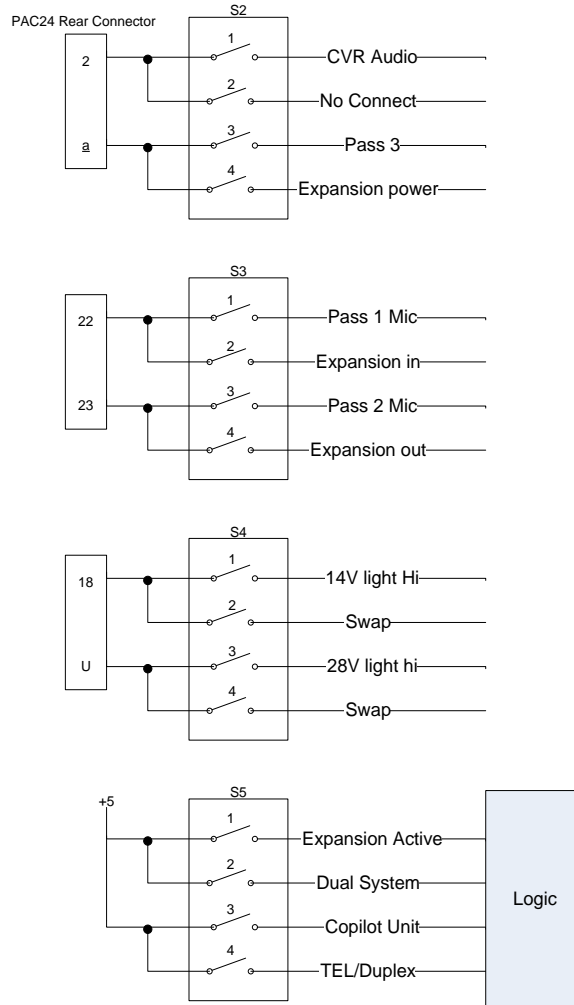 PAC24 Rear Connector
S2
2
1
CVR Audio
2
No Connect
a
3
Pass 3
4
Expansion power
S3
22
1
Pass 1 Mic
2
Expansion in
23
3
Pass 2 Mic
4
Expansion out
S4
18
1
14V light Hi
2
Swap
U
3
28V light hi
4
Swap
S5
+5
1
Expansion Active
2
Dual System
3
Copilot Unit
4
TEL/Duplex
Logic